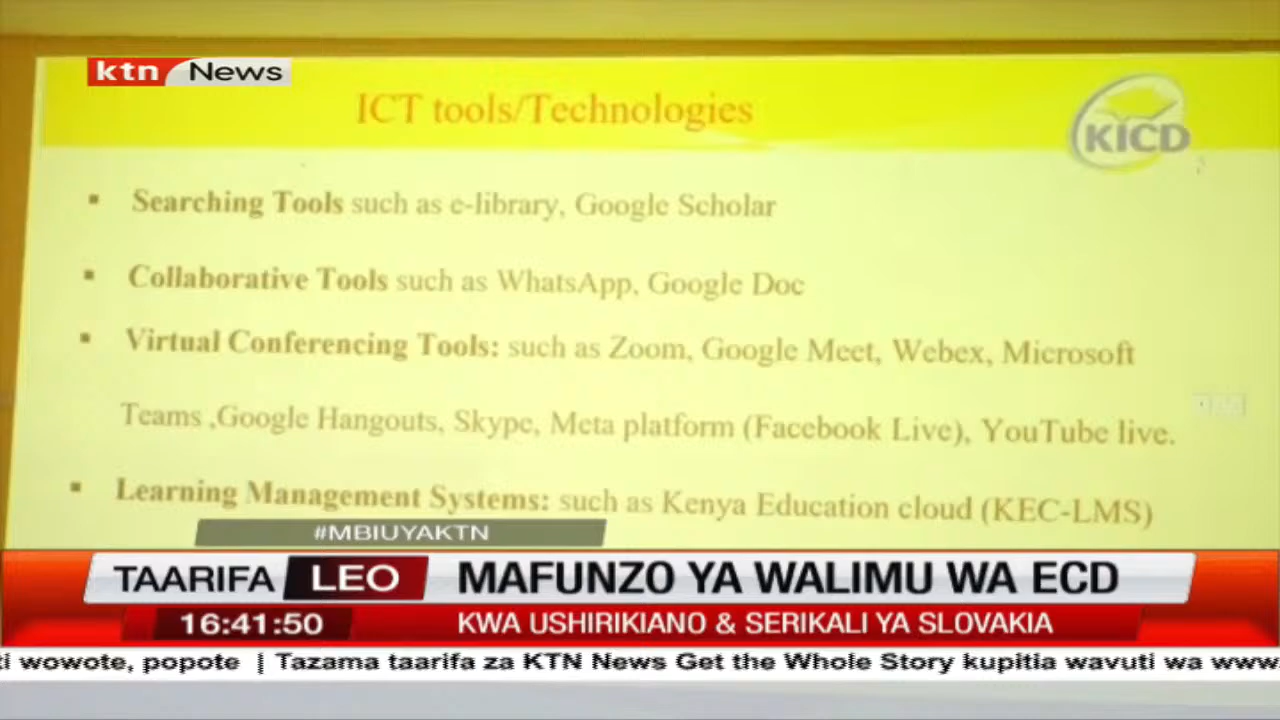 ktn News
ICT tools/Technologies
KICD
▪ Searching Tools such as e-library, Google Scholar
▪ Collaborative Tools such as WhatsApp, Google Doc
▪ Virtual Conferencing Tools: such as Zoom, Google Meet, Webex, Microsoft
Teams ,Google Hangouts, Skype, Meta platform (Facebook Live), YouTube live.
▪ Learning Management Systems: such as Kenya Education cloud (KEC-LMS)
#MBIUYAKTN
TAARIFA LEO MAFUNZO YA WALIMU WA ECD
16:41:50 KWA USHIRIKIANO & SERIKALI YA SLOVAKIA
ti wowote, popote | Tazama taarifa za KTN News Get the Whole Story kupitia wavuti wa www.